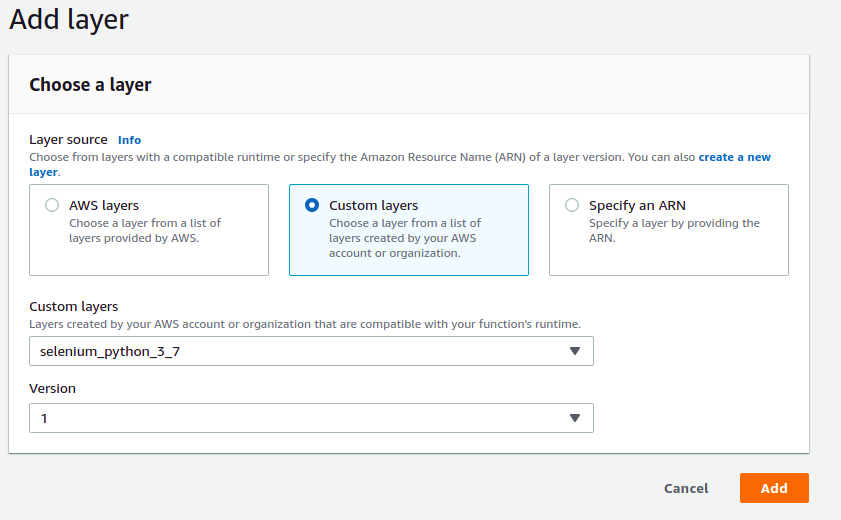 Add layer
Choose a layer
Layer source Info
Choose from layers with a compatible runtime or specify the Amazon Resource Name (ARN) of a layer version. You can also create a new
layer.
AWS layers
Choose a layer from a list of
layers provided by AWS.
Custom layers
Choose a layer from a list of
layers created by your AWS
account or organization.
Specify an ARN
Specify a layer by providing the
ARN.
Custom layers
Layers created by your AWS account or organization that are compatible with your function's runtime.
selenium_python_3_7
Version
1
Cancel
Add